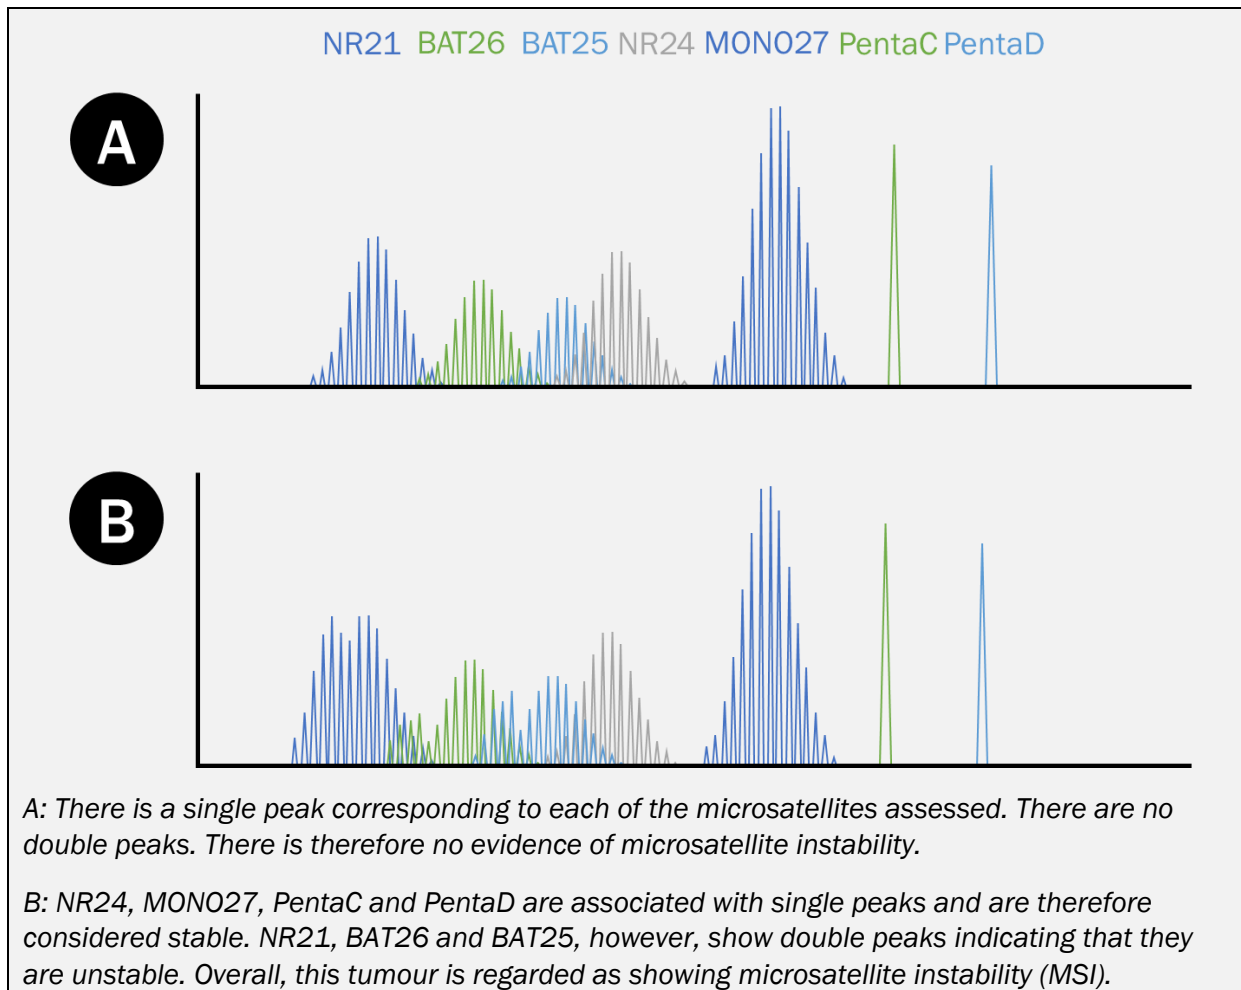 NR21 BAT26 BAT25 NR24 MONO27 PentaC PentaD
A
B
A: There is a single peak corresponding to each of the microsatellites assessed. There are no
double peaks. There is therefore no evidence of microsatellite instability.
B: NR24, MONO27, PentaC and PentaD are associated with single peaks and are therefore
considered stable. NR21, BAT26 and BAT25, however, show double peaks indicating that they
are unstable. Overall, this tumour is regarded as showing microsatellite instability (MSI).